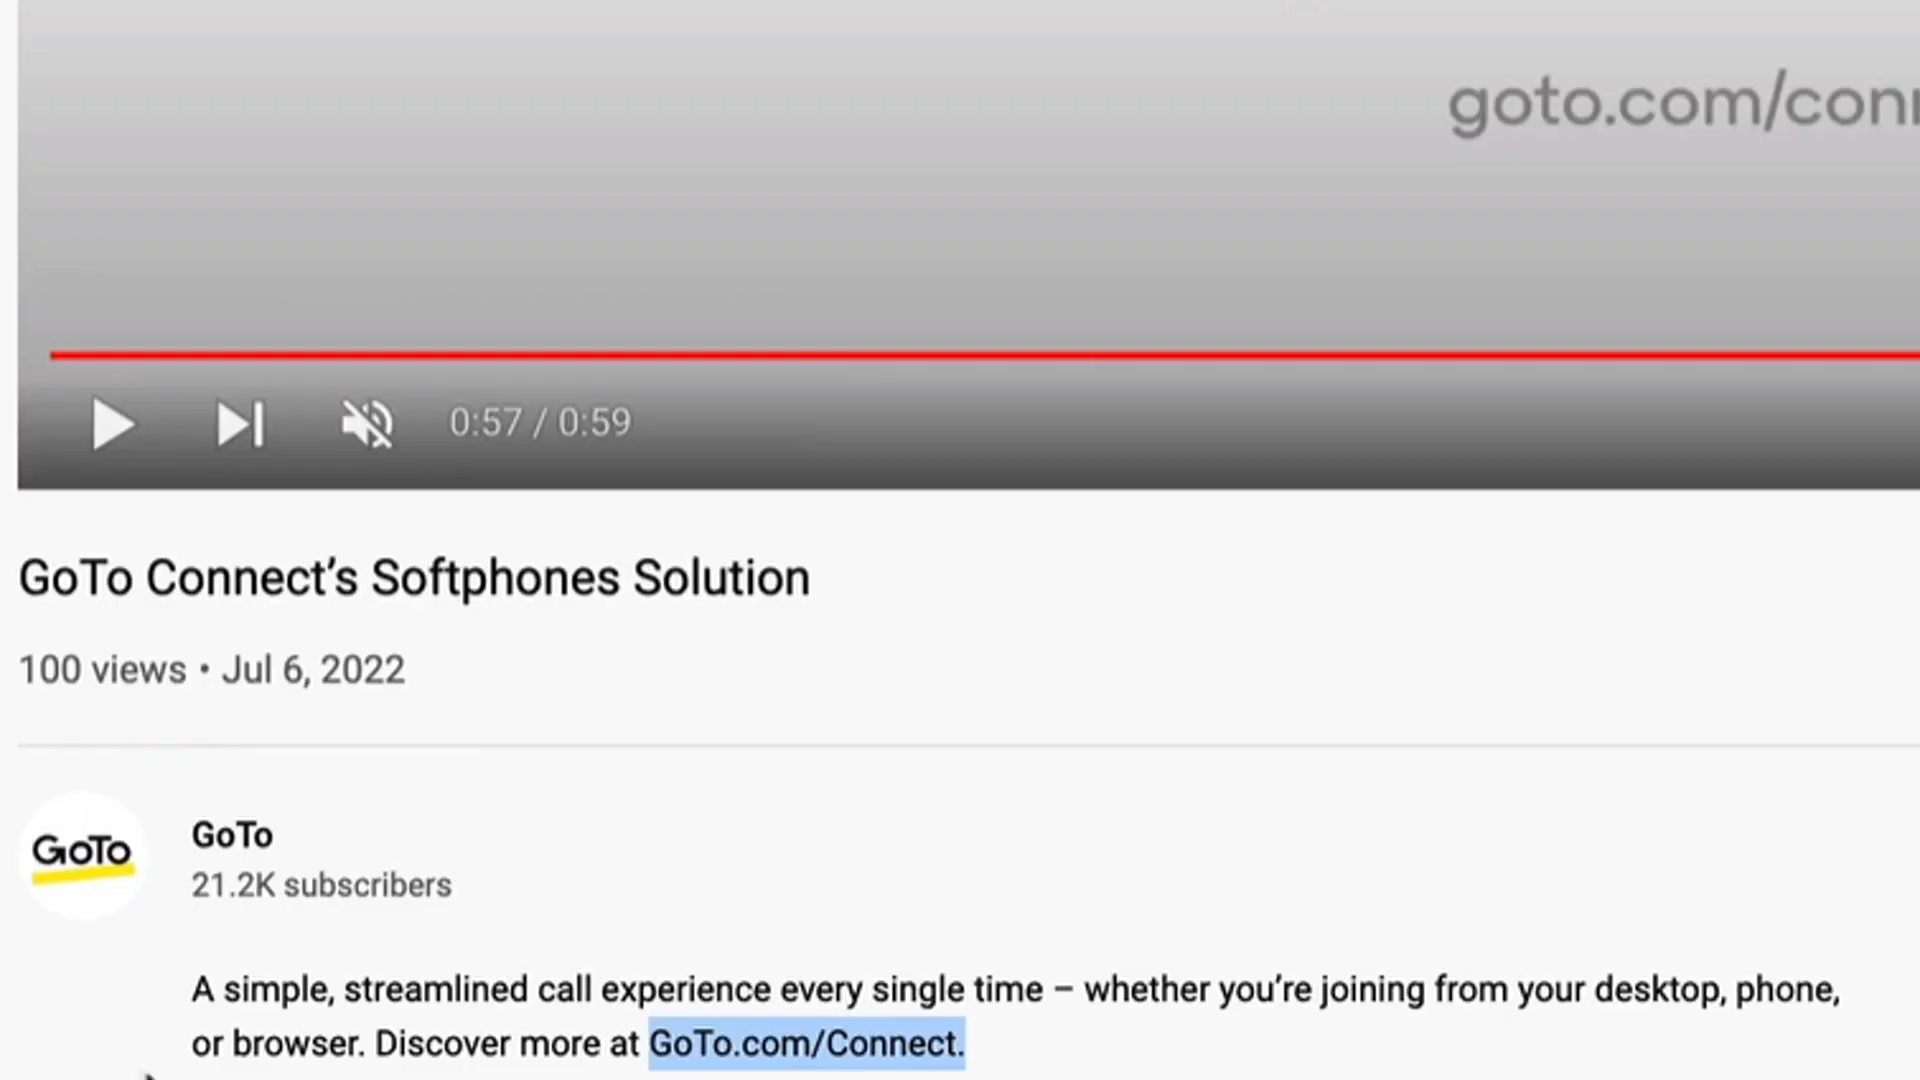 goto.com/conn
0:57 / 0:59
GoTo Connect’s Softphones Solution
100 views • Jul 6, 2022
GoTo
GoTo
21.2K subscribers
A simple, streamlined call experience every single time – whether you’re joining from your desktop, phone,
or browser. Discover more at GoTo.com/Connect.